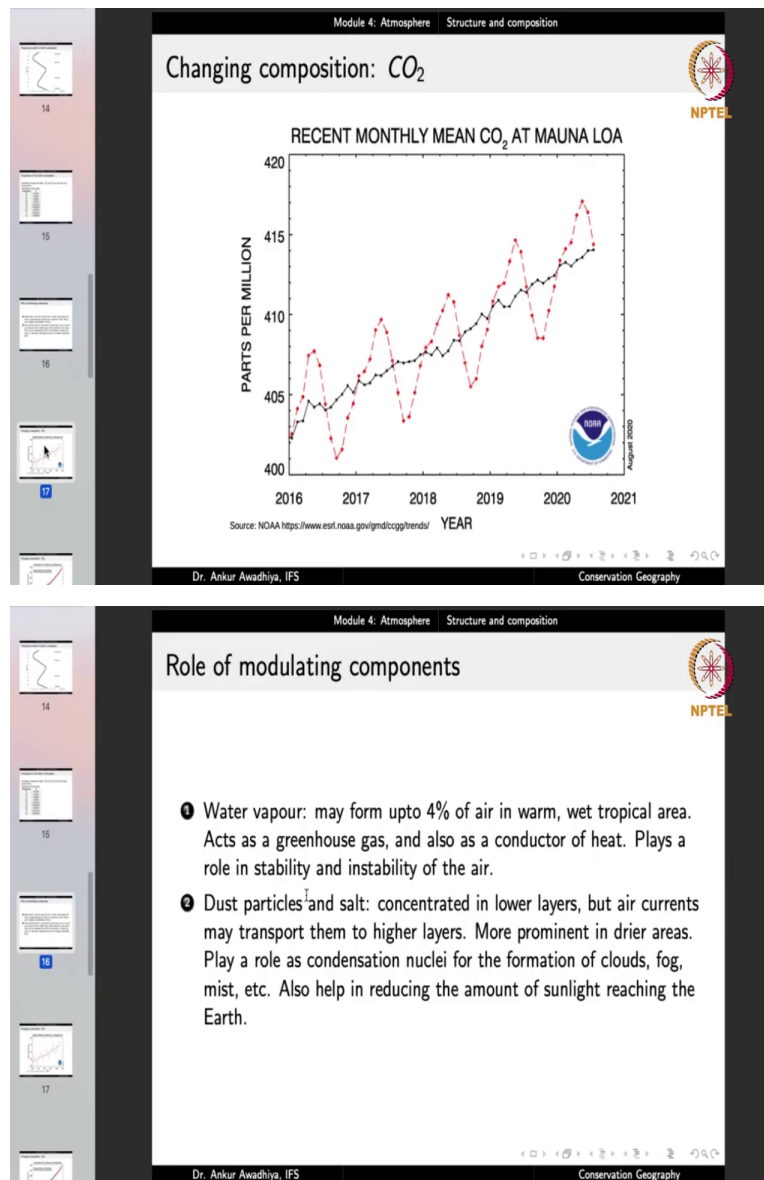 Module 4: Atmosphere Structure and composition
Changing composition: CO₂
NPTEL
14
15
16
17
RECENT MONTHLY MEAN CO₂ AT MAUNA LOA
PARTS PER MILLION
420
415
410
405
400
NOAA
August 2020
2016 2017 2018 2019 2020 2021
Source: NOAA https://www.esrl.noaa.gov/gmd/ccgg/trends/ YEAR
Dr. Ankur Awadhiya, IFS Conservation Geography
Module 4: Atmosphere Structure and composition
Role of modulating components
NPTEL
14
15
16
17
1 Water vapour: may form upto 4% of air in warm, wet tropical area.
Acts as a greenhouse gas, and also as a conductor of heat. Plays a
role in stability and instability of the air.
2 Dust particles and salt: concentrated in lower layers, but air currents
may transport them to higher layers. More prominent in drier areas.
Play a role as condensation nuclei for the formation of clouds, fog,
mist, etc. Also help in reducing the amount of sunlight reaching the
Earth.
Dr. Ankur Awadhiya, IFS Conservation Geography